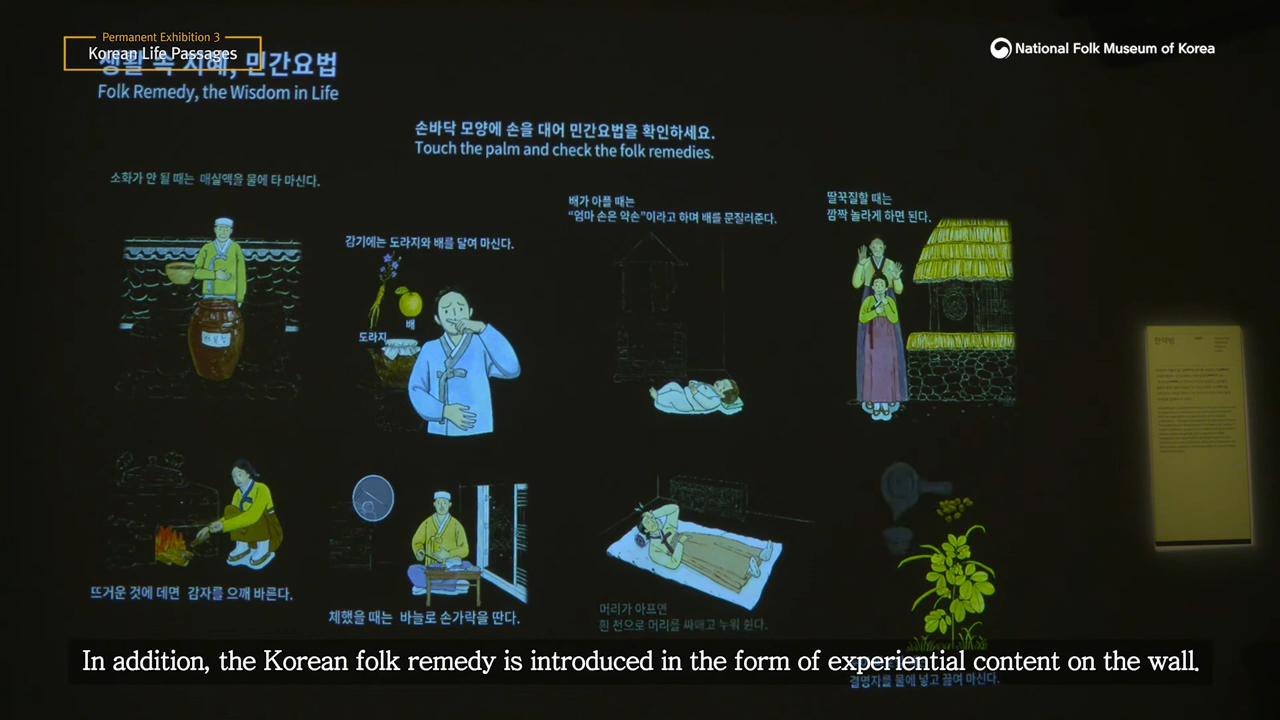 Permanent Exhibition 3
Korean Life Passages
National Folk Museum of Korea
생활 속 지혜, 민간요법
Folk Remedy, the Wisdom in Life
손바닥 모양에 손을 대어 민간요법을 확인하세요.
Touch the palm and check the folk remedies.
소화가 안 될 때는 매실액을 물에 타 마신다.
감기에는 도라지와 배를 달여 마신다.
배
도라지
배가 아플 때는
“엄마 손은 약손”이라고 하며 배를 문질러준다.
딸꾹질할 때는
깜짝 놀라게 하면 된다.
뜨거운 것에 데면 감자를 으깨 바른다.
체했을 때는 바늘로 손가락을 딴다.
머리가 아프면
흰 천으로 머리를 싸매고 누워 쉰다.
결명자를 물에 넣고 끓여 마신다.
In addition, the Korean folk remedy is introduced in the form of experiential content on the wall.